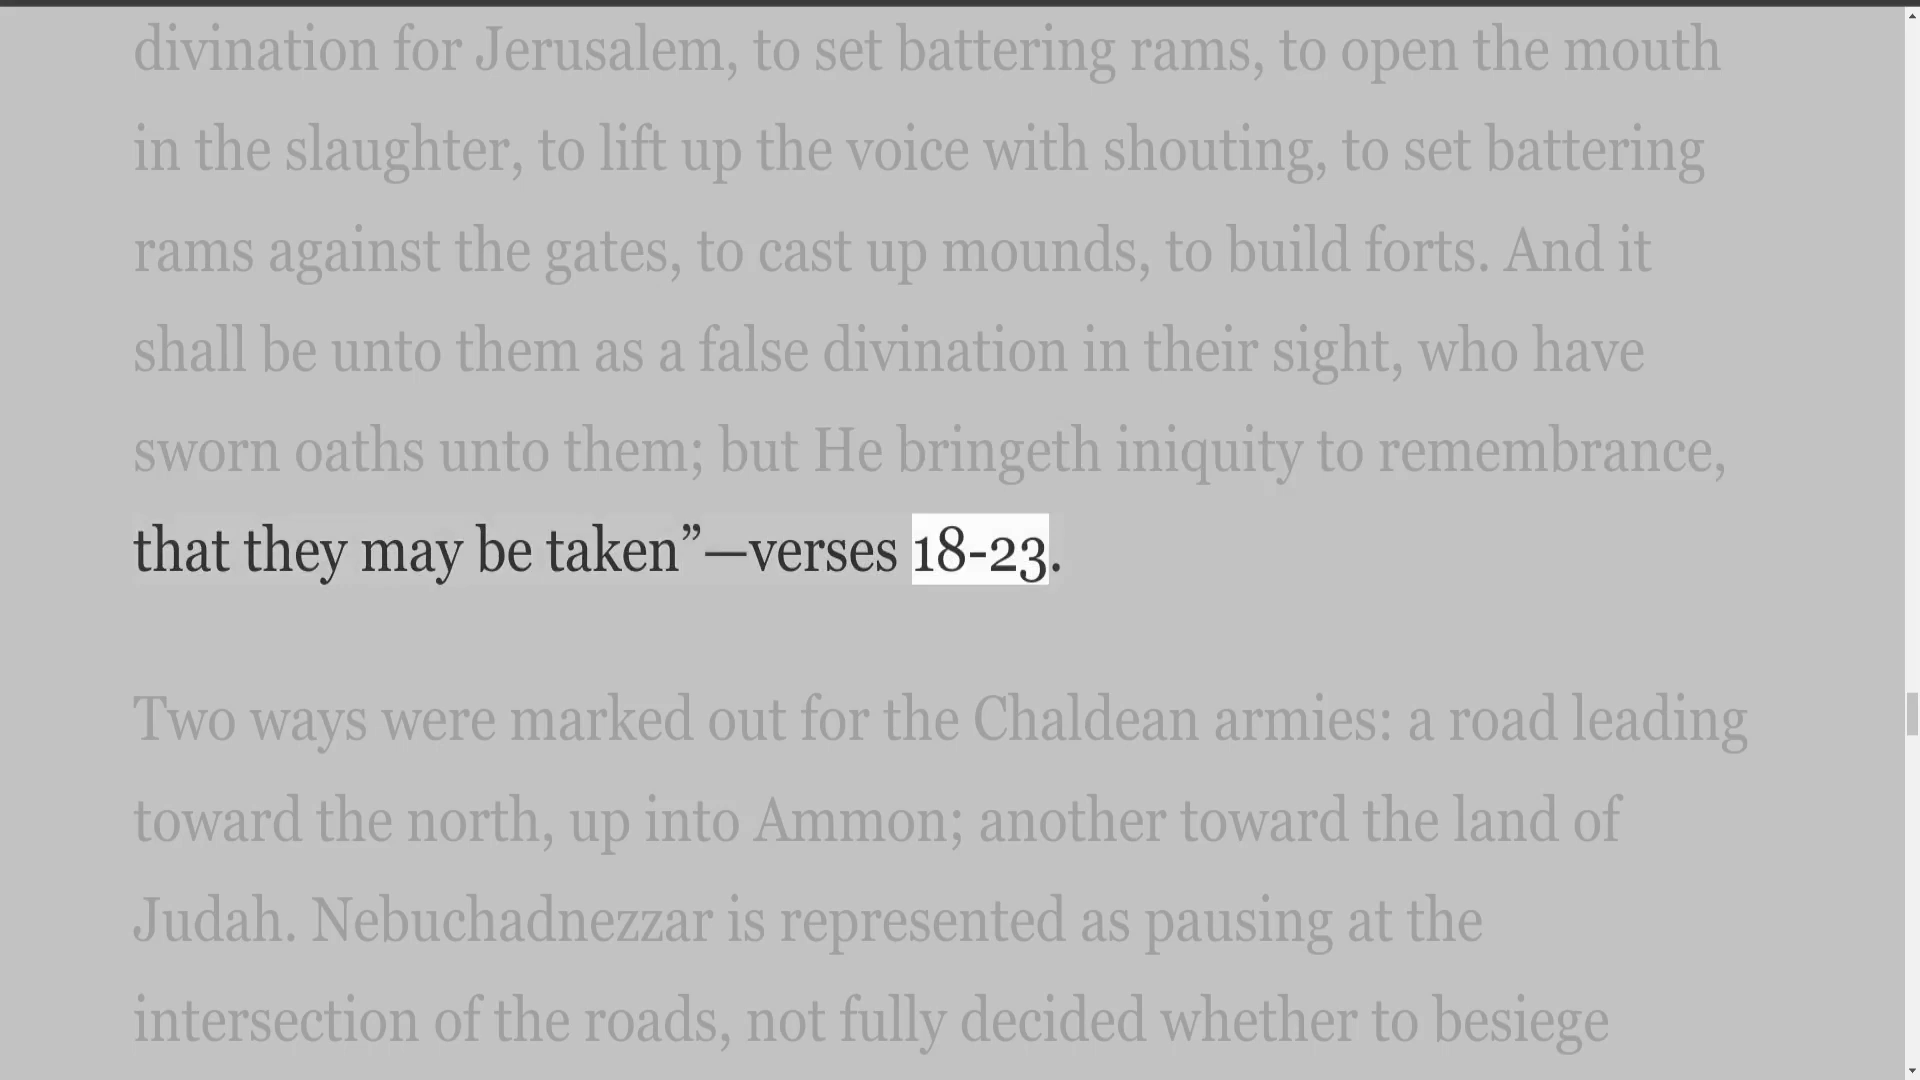 divination for Jerusalem, to set battering rams, to open the mouth
in the slaughter, to lift up the voice with shouting, to set battering
rams against the gates, to cast up mounds, to build forts. And it
shall be unto them as a false divination in their sight, who have
sworn oaths unto them; but He bringeth iniquity to remembrance,
that they may be taken”—verses 18-23.
Two ways were marked out for the Chaldean armies: a road leading
toward the north, up into Ammon; another toward the land of
Judah. Nebuchadnezzar is represented as pausing at the
intersection of the roads, not fully decided whether to besiege